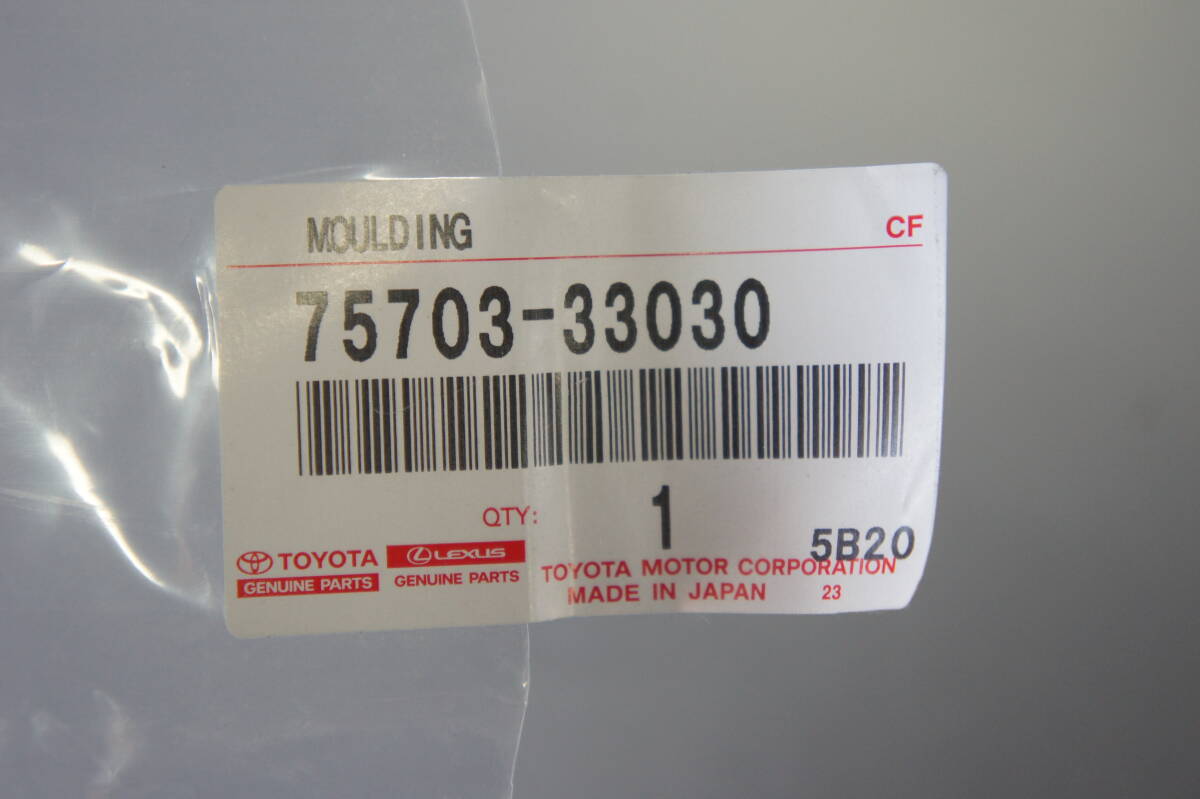 MOULDING CF
75703-33030
QTY: 1
5B20
TOYOTA LEXUS
GENUINE PARTS GENUINE PARTS
TOYOTA MOTOR CORPORATION
MADE IN JAPAN 23